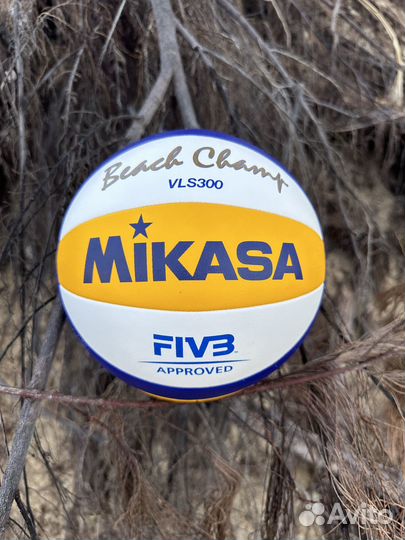 Beach Champ
VLS300
MIKASA
FIVB
APPROVED
Avito